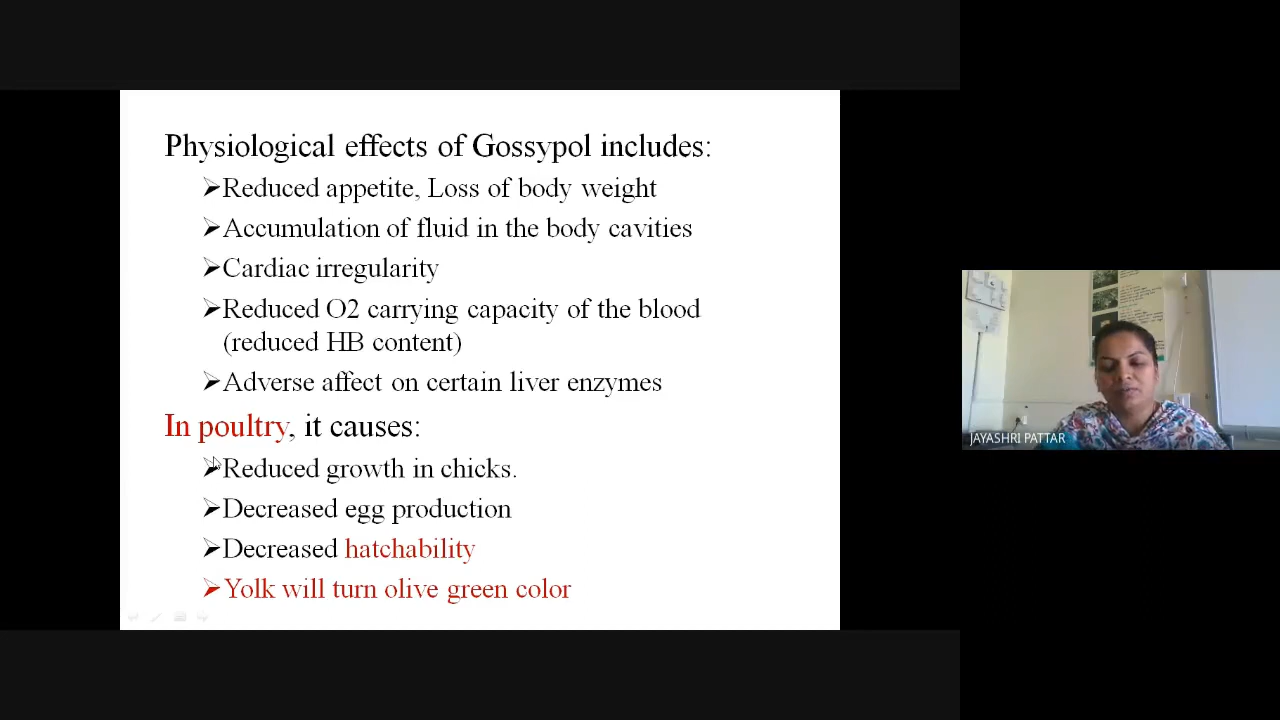 Physiological effects of Gossypol includes:
➢Reduced appetite, Loss of body weight
➢Accumulation of fluid in the body cavities
➢Cardiac irregularity
➢Reduced O2 carrying capacity of the blood
(reduced HB content)
➢Adverse affect on certain liver enzymes
In poultry, it causes:
➢Reduced growth in chicks.
➢Decreased egg production
➢Decreased hatchability
➢Yolk will turn olive green color
JAYASHRI PATTAR